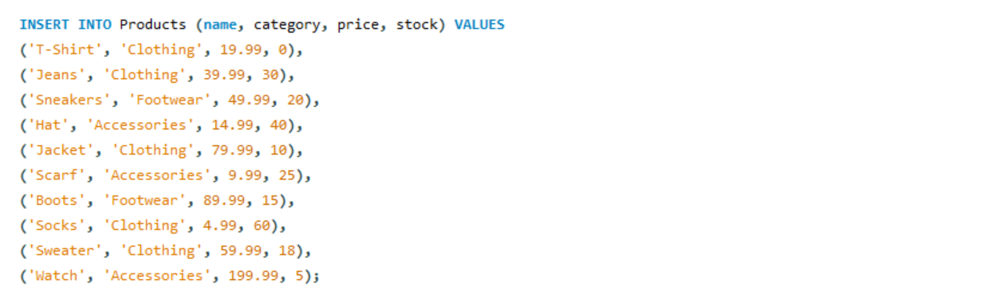 INSERT INTO Products (name, category, price, stock) VALUES
('T-Shirt', 'Clothing', 19.99, 0),
('Jeans', 'Clothing', 39.99, 30),
('Sneakers', 'Footwear', 49.99, 20),
('Hat', 'Accessories', 14.99, 40),
('Jacket', 'Clothing', 79.99, 10),
('Scarf', 'Accessories', 9.99, 25),
('Boots', 'Footwear', 89.99, 15),
('Socks', 'Clothing', 4.99, 60),
('Sweater', 'Clothing', 59.99, 18),
('Watch', 'Accessories', 199.99, 5);